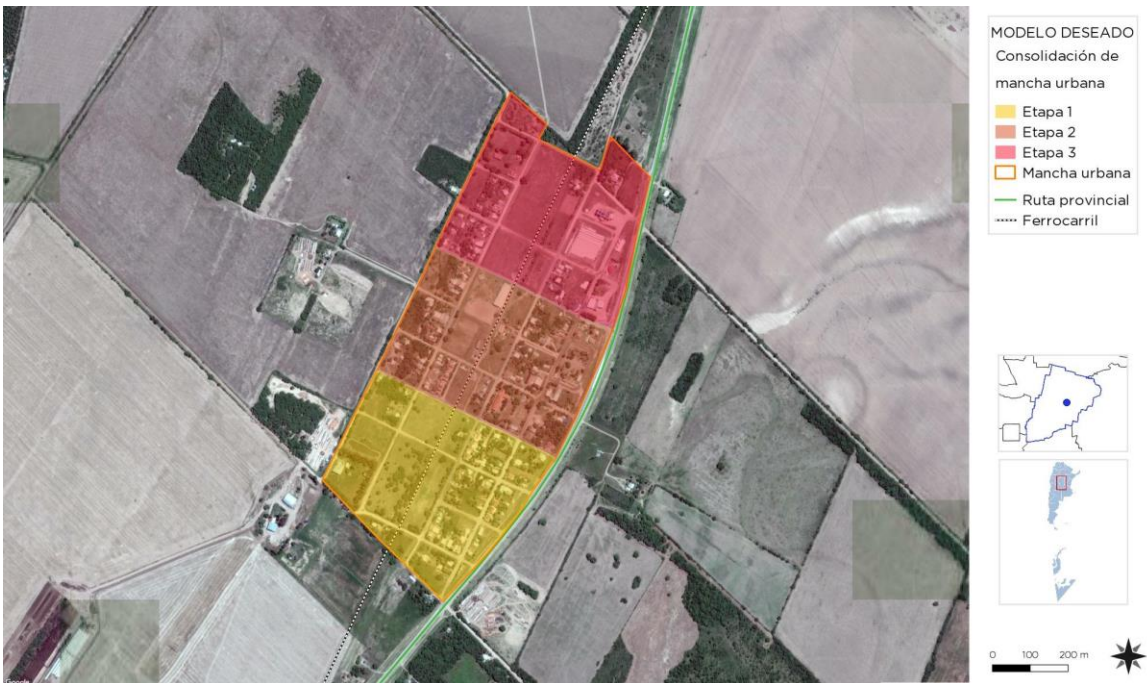 MODELO DESEADO
Consolidación de
mancha urbana
Etapa 1
Etapa 2
Etapa 3
Mancha urbana
Ruta provincial
Ferrocarril
0 100 200 m
Google